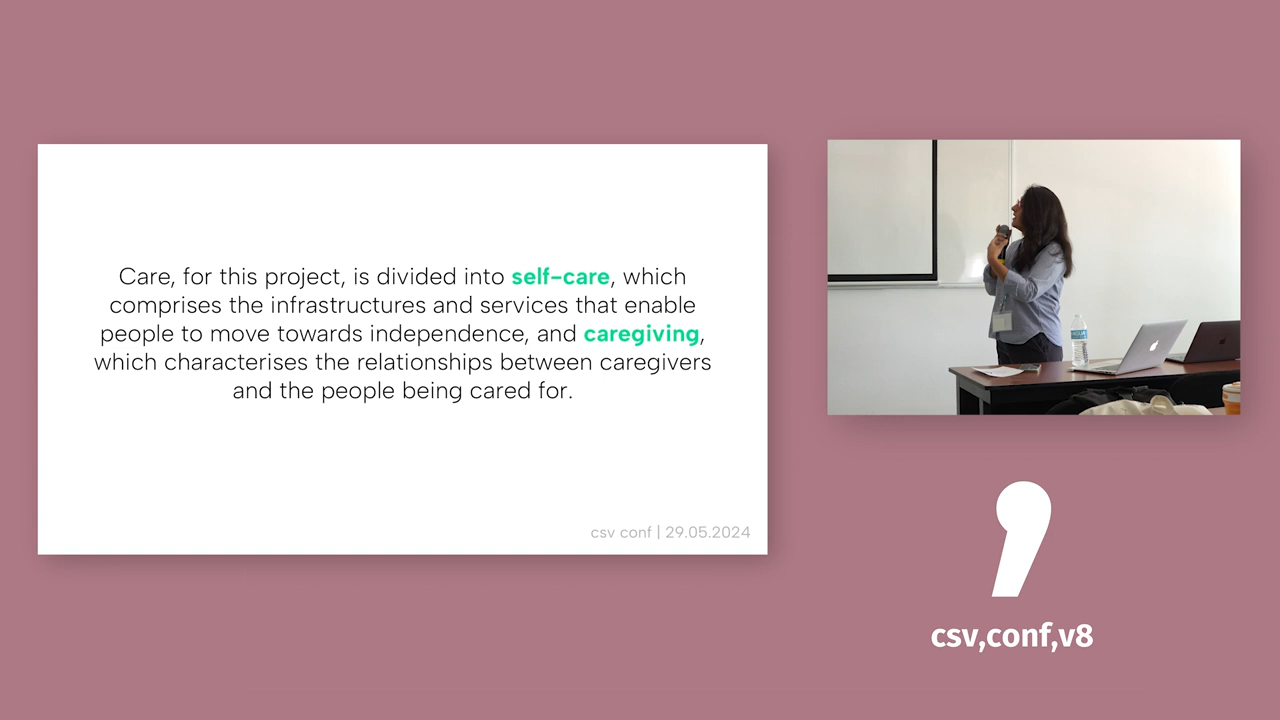 Care, for this project, is divided into self-care, which
comprises the infrastructures and services that enable
people to move towards independence, and caregiving,
which characterises the relationships between caregivers
and the people being cared for.
csv conf | 29.05.2024
csv,conf,v8